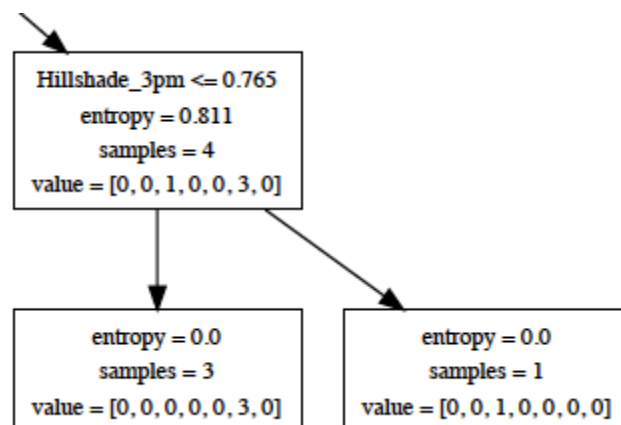 Hillshade_3pm <= 0.765
entropy = 0.811
samples = 4
value = [0, 0, 1, 0, 0, 3, 0]
entropy = 0.0
samples = 3
value = [0, 0, 0, 0, 0, 3, 0]
entropy = 0.0
samples = 1
value = [0, 0, 1, 0, 0, 0, 0]